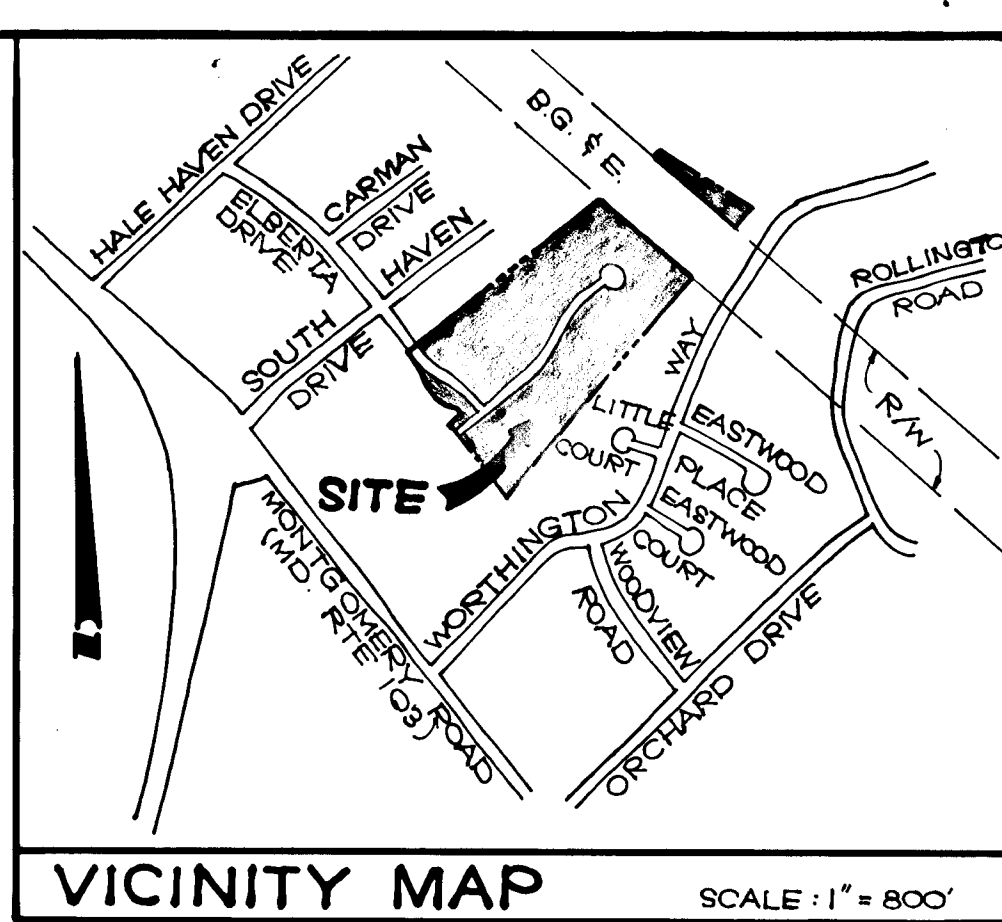 HALE HAVEN DRIVE
B.G. & E.
CARMAN
DRIVE
ELBERTA
DRIVE
HAVEN
SOUTH
DRIVE
ROLLINGTO
ROAD
WAY
R/W
LITTLE
COURT
EASTWOOD
PLACE
SITE
EASTWOOD
COURT
WORTHINGTON
WOODVIEW
ROAD
MONTGOMERY ROAD
(MD. RTE 103)
ORCHARD DRIVE
N
VICINITY MAP
SCALE : 1" = 800'